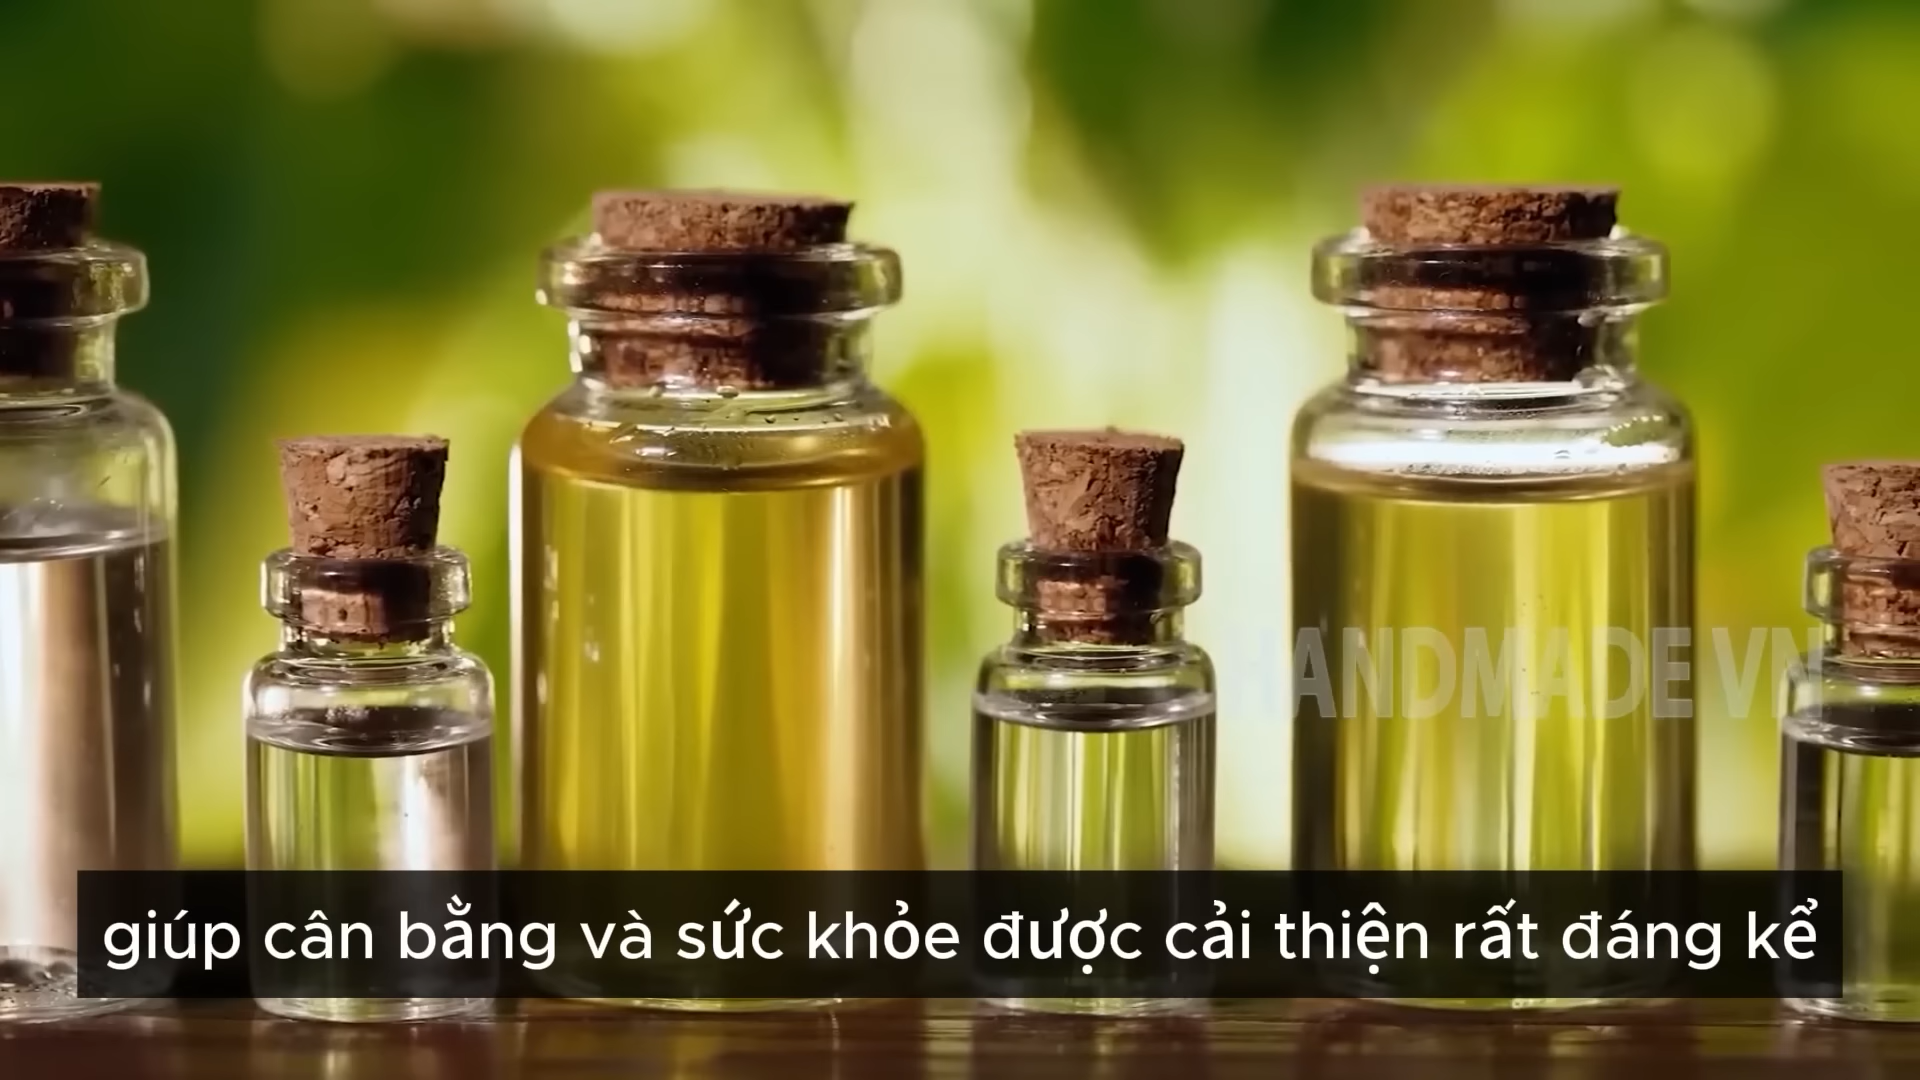 HANDMADE VN
giúp cân bằng và sức khỏe được cải thiện rất đáng kể